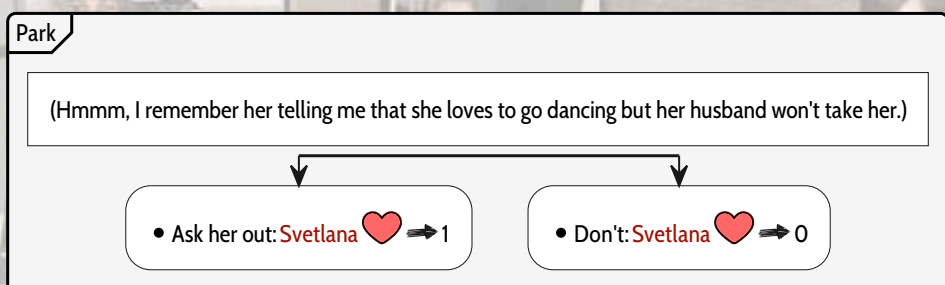 Park
(Hmmm, I remember her telling me that she loves to go dancing but her husband won't take her.)
• Ask her out: Svetlana ❤ ➡ 1
• Don't: Svetlana ❤ ➡ 0